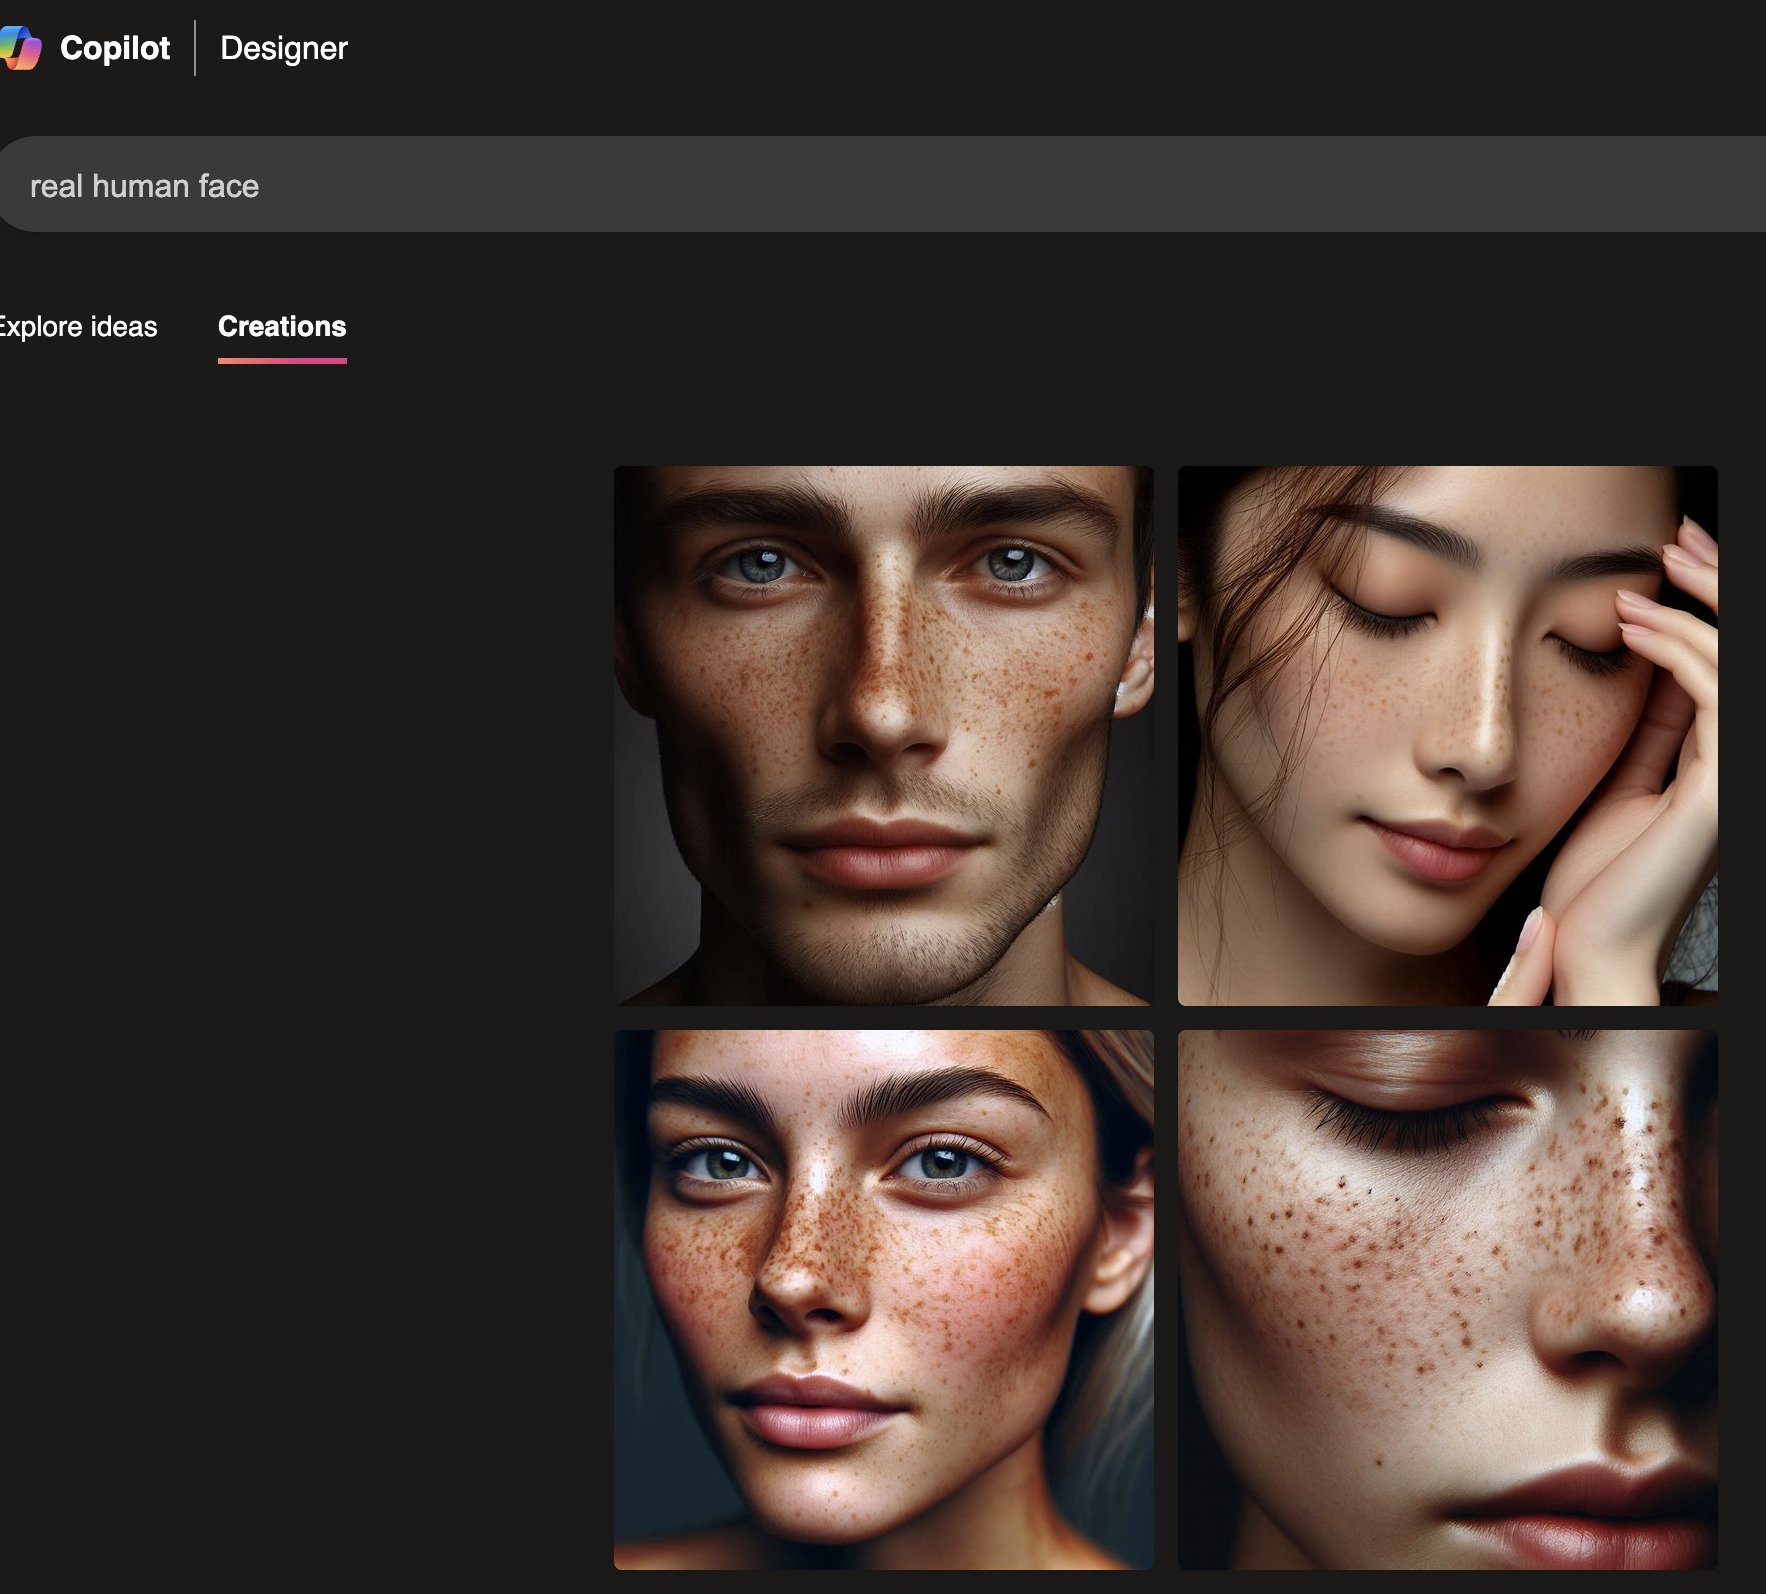 Copilot | Designer
real human face
Explore ideas Creations